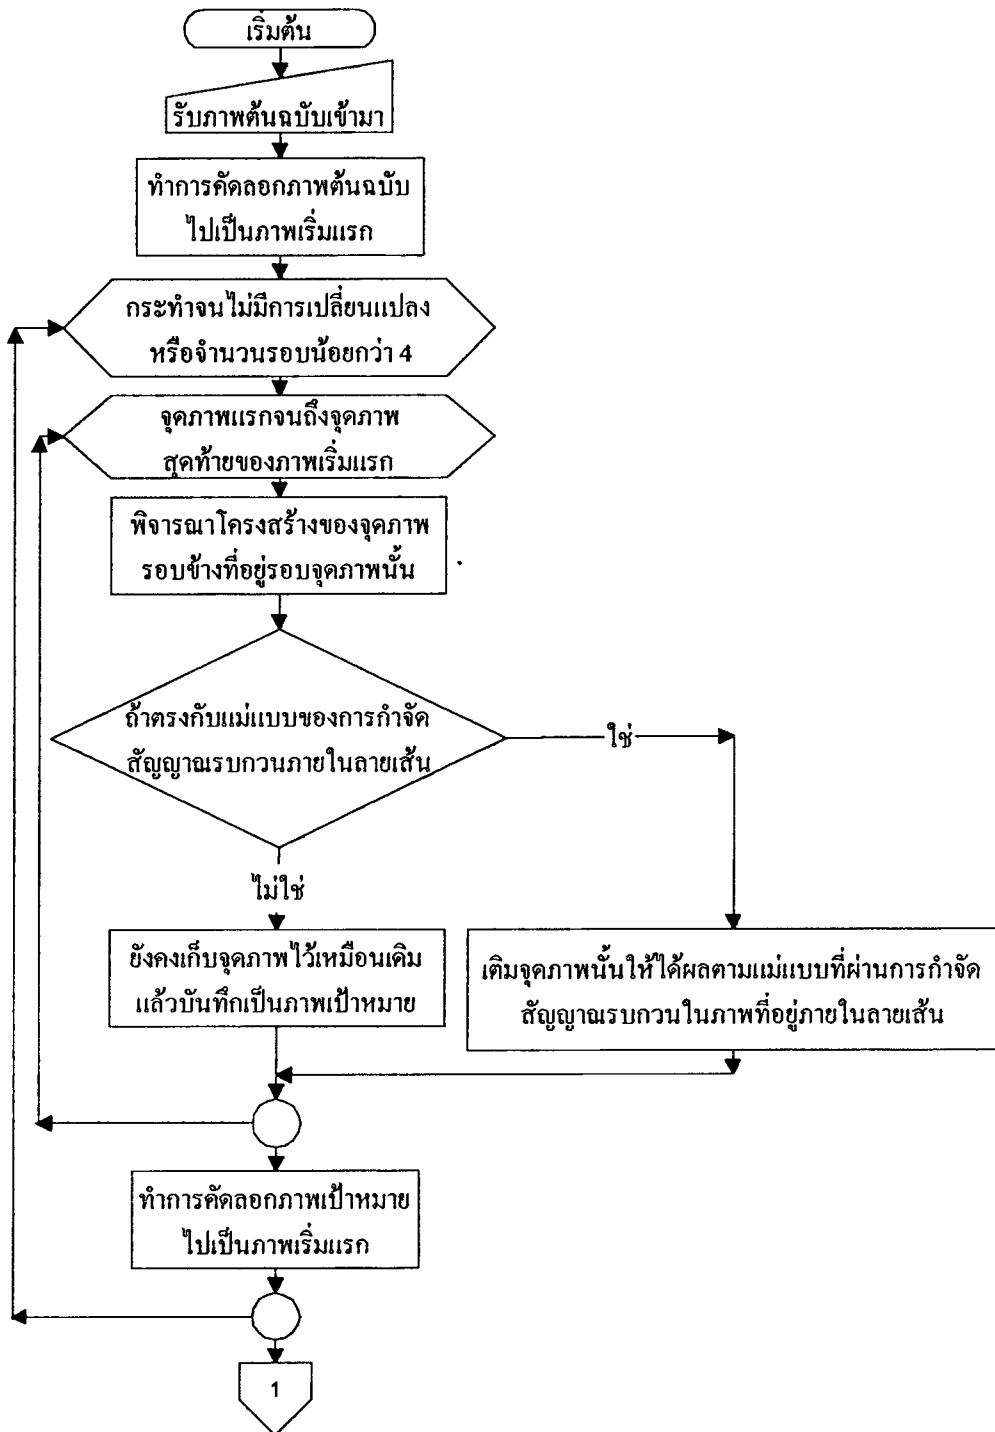 เริ่มต้น
รับภาพต้นฉบับเข้ามา
ทำการคัดลอกภาพต้นฉบับ
ไปเป็นภาพเริ่มแรก
กระทำจนไม่มีการเปลี่ยนแปลง
หรือจำนวนรอบน้อยกว่า 4
จุดภาพแรกจนถึงจุดภาพ
สุดท้ายของภาพเริ่มแรก
พิจารณาโครงสร้างของจุดภาพ
รอบข้างที่อยู่รอบจุดภาพนั้น
ถ้าตรงกับแม่แบบของการกำจัด
สัญญาณรบกวนภายในลายเส้น
ใช่
ไม่ใช่
ยังคงเก็บจุดภาพไว้เหมือนเดิม
แล้วบันทึกเป็นภาพเป้าหมาย
เติมจุดภาพนั้นให้ได้ผลตามแม่แบบที่ผ่านการกำจัด
สัญญาณรบกวนในภาพที่อยู่ภายในลายเส้น
ทำการคัดลอกภาพเป้าหมาย
ไปเป็นภาพเริ่มแรก
1